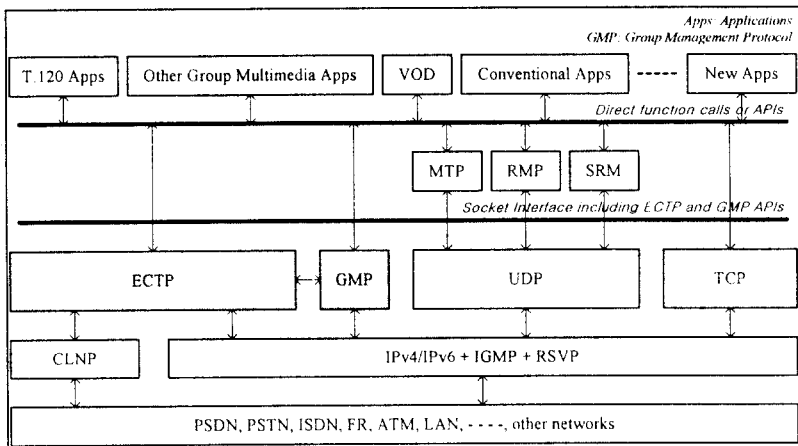 Apps: Applications
GMP: Group Management Protocol
T.120 Apps Other Group Multimedia Apps VOD Conventional Apps ----- New Apps
Direct function calls or APIs
MTP RMP SRM
Socket Interface including ECTP and GMP APIs
ECTP GMP UDP TCP
CLNP IPv4/IPv6 + IGMP + RSVP
PSDN, PSTN, ISDN, FR, ATM, LAN, - - - -, other networks